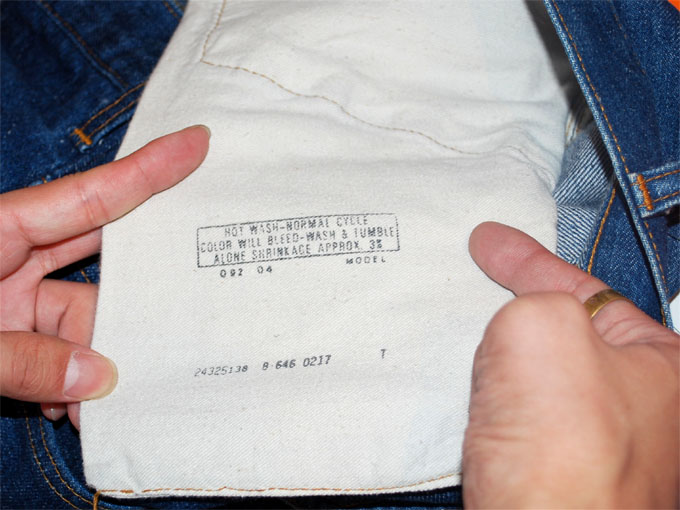 HOT WASH-NORMAL CYCLE
COLOR WILL BLEED-WASH & TUMBLE
ALONE SHRINKAGE APPROX. 3%
092 04 MODEL
24325138 8 646 0217 T